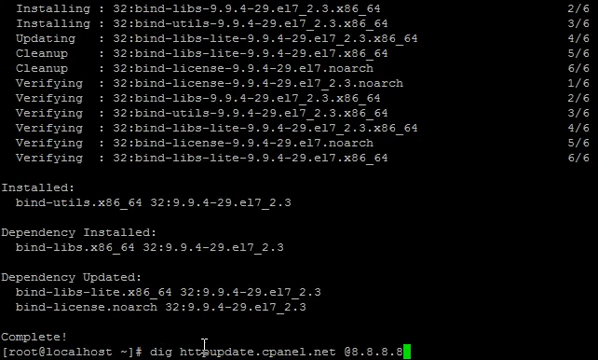 Installing : 32:bind-libs-9.9.4-29.el7_2.3.x86_64 2/6
Installing : 32:bind-utils-9.9.4-29.el7_2.3.x86_64 3/6
Updating : 32:bind-libs-lite-9.9.4-29.el7_2.3.x86_64 4/6
Cleanup : 32:bind-libs-lite-9.9.4-29.el7.x86_64 5/6
Cleanup : 32:bind-license-9.9.4-29.el7.noarch 6/6
Verifying : 32:bind-license-9.9.4-29.el7_2.3.noarch 1/6
Verifying : 32:bind-libs-9.9.4-29.el7_2.3.x86_64 2/6
Verifying : 32:bind-utils-9.9.4-29.el7_2.3.x86_64 3/6
Verifying : 32:bind-libs-lite-9.9.4-29.el7_2.3.x86_64 4/6
Verifying : 32:bind-license-9.9.4-29.el7.noarch 5/6
Verifying : 32:bind-libs-lite-9.9.4-29.el7.x86_64 6/6
Installed:
bind-utils.x86_64 32:9.9.4-29.el7_2.3
Dependency Installed:
bind-libs.x86_64 32:9.9.4-29.el7_2.3
Dependency Updated:
bind-libs-lite.x86_64 32:9.9.4-29.el7_2.3
bind-license.noarch 32:9.9.4-29.el7_2.3
Complete!
[root@localhost ~]# dig httpupdate.cpanel.net @8.8.8.8